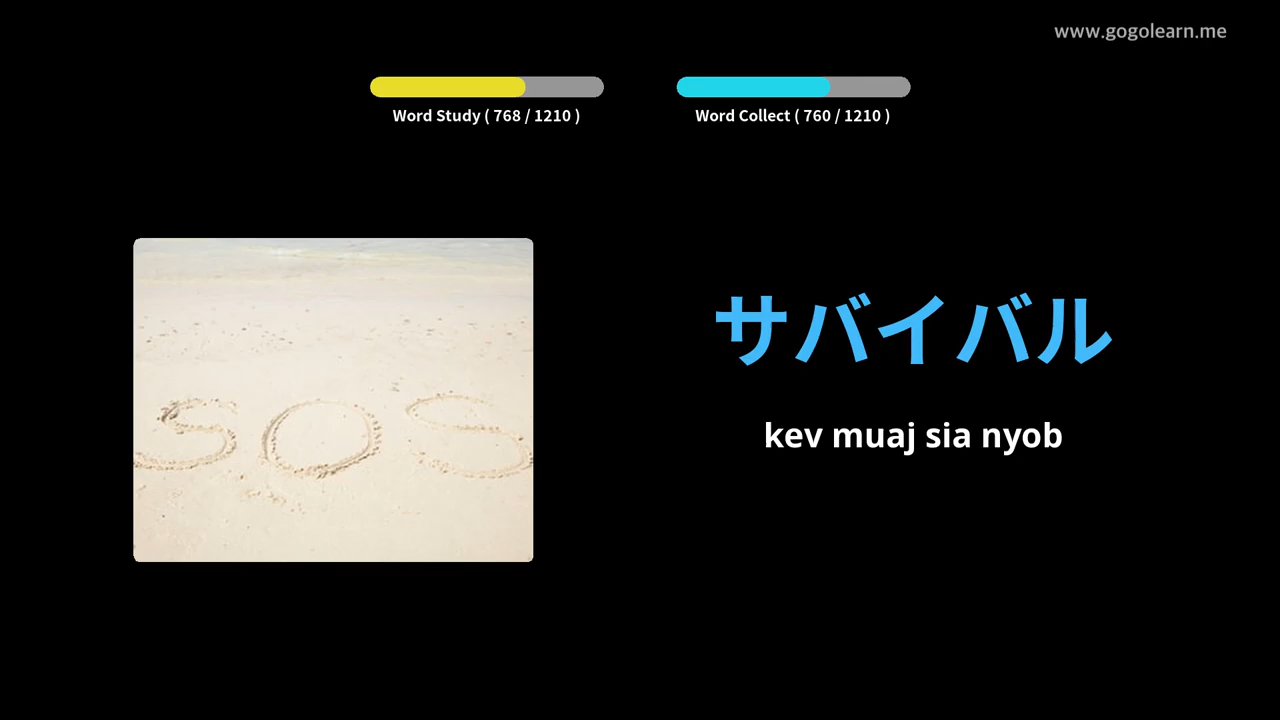 www.gogolearn.me
Word Study ( 768 / 1210 )
Word Collect ( 760 / 1210 )
SOS
サバイバル
kev muaj sia nyob